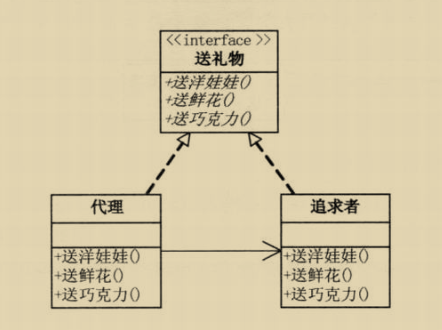 <<interface >>
送礼物
+送洋娃娃()
+送鲜花()
+送巧克力()
代理
+送洋娃娃()
+送鲜花()
+送巧克力()
追求者
+送洋娃娃()
+送鲜花()
+送巧克力()